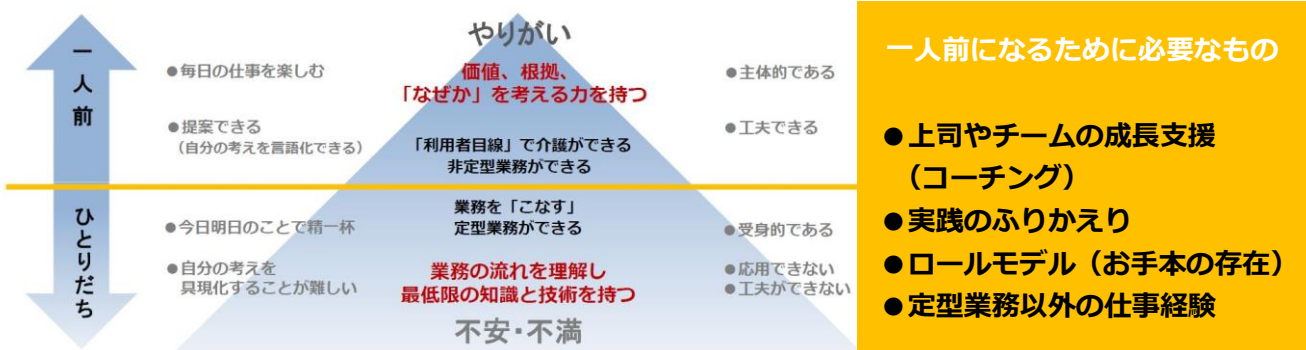 一人前
●毎日の仕事を楽しむ
●提案できる
（自分の考えを言語化できる）
やりがい
価値、根拠、
「なぜか」を考える力を持つ
「利用者目線」で介護ができる
非定型業務ができる
●主体的である
●工夫できる
ひとりだち
●今日明日のことで精一杯
●自分の考えを
具現化することが難しい
業務を「こなす」
定型業務ができる
業務の流れを理解し
最低限の知識と技術を持つ
不安・不満
●受身的である
●応用できない
●工夫ができない
一人前になるために必要なもの
●上司やチームの成長支援
（コーチング）
●実践のふりかえり
●ロールモデル（お手本の存在）
●定型業務以外の仕事経験